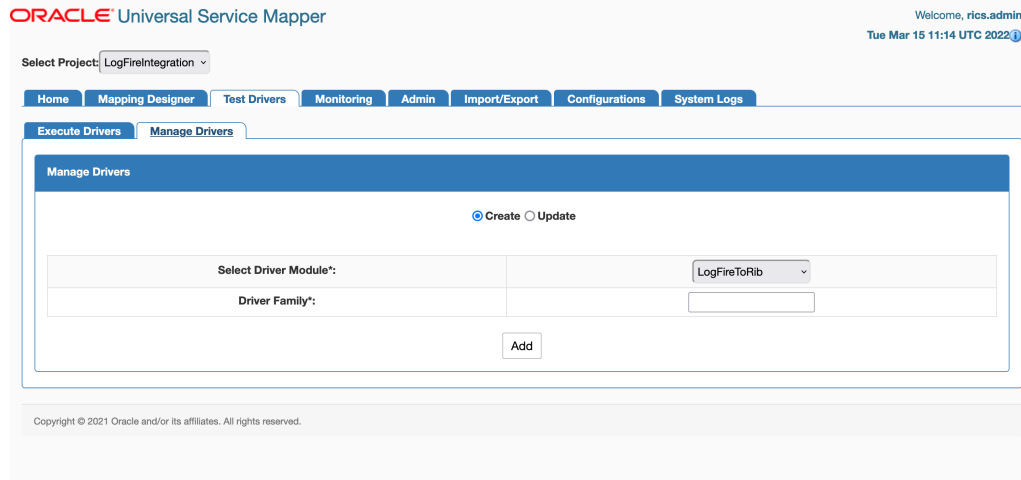 ORACLE Universal Service Mapper
Welcome, rics.admin
Tue Mar 15 11:14 UTC 2022
Select Project: LogFireIntegration
Home Mapping Designer Test Drivers Monitoring Admin Import/Export Configurations System Logs
Execute Drivers Manage Drivers
Manage Drivers
Create Update
Select Driver Module*: LogFireToRib
Driver Family*:
Add
Copyright © 2021 Oracle and/or its affiliates. All rights reserved.